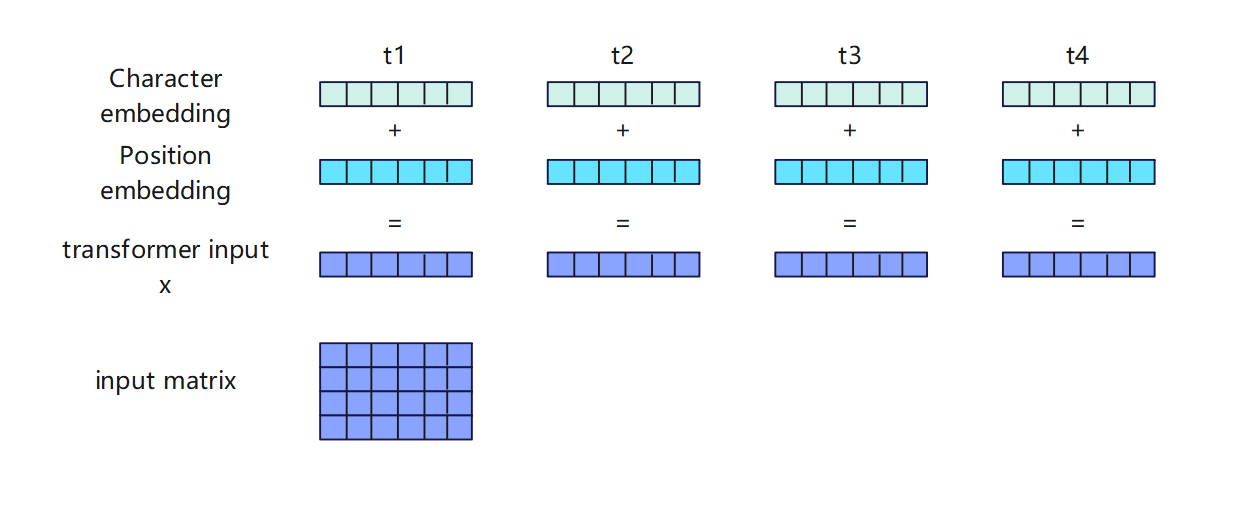 t1 t2 t3 t4
Character
embedding
+ + + +
Position
embedding
= = = =
transformer input
x
input matrix